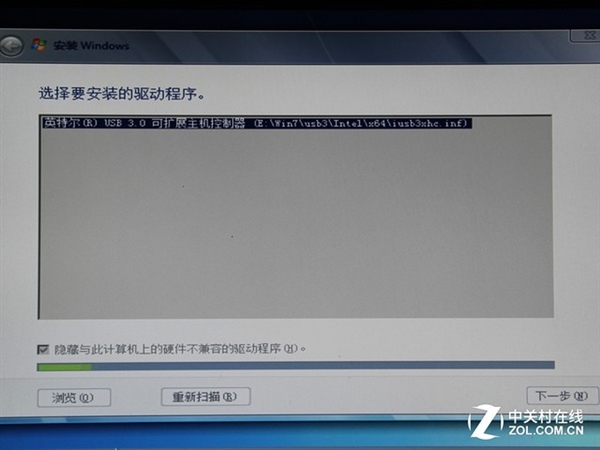 安装 Windows
选择要安装的驱动程序。
英特尔(R) USB 3.0 可扩展主机控制器 (E:\Win7\usb3\Intel\x64\iusb3xhc.inf)
隐藏与此计算机上的硬件不兼容的驱动程序(H)。
浏览(O)
重新扫描(R)
下一步(N)
Z
中关村在线
ZOL.COM.CN